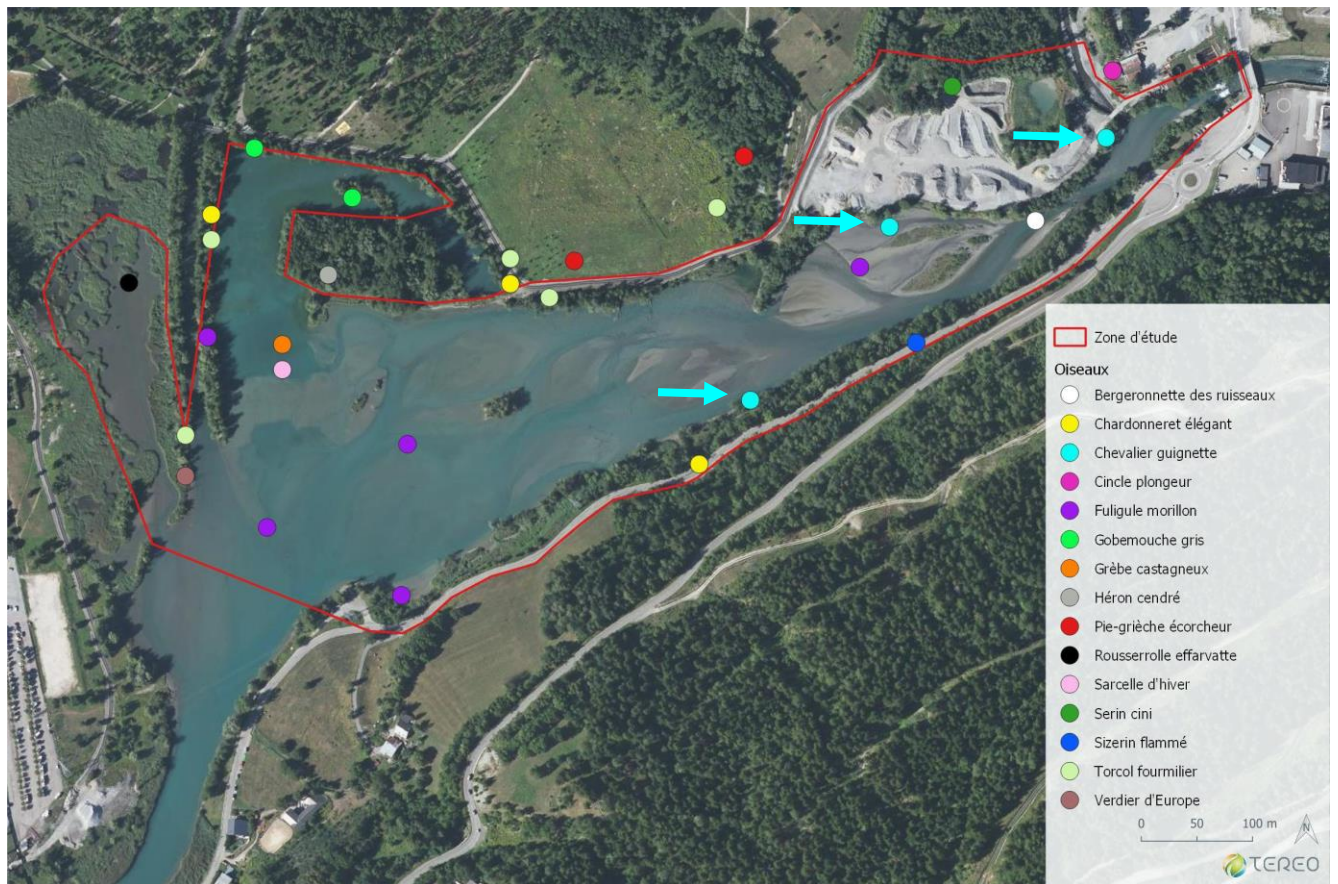 Zone d'étude
Oiseaux
Bergeronnette des ruisseaux
Chardonneret élégant
Chevalier guignette
Cincle plongeur
Fuligule morillon
Gobemouche gris
Grèbe castagneux
Héron cendré
Pie-grièche écorcheur
Rousserrolle effarvatte
Sarcelle d'hiver
Serin cini
Sizerin flammé
Torcol fourmilier
Verdier d'Europe
0 50 100 m
N
TEREO